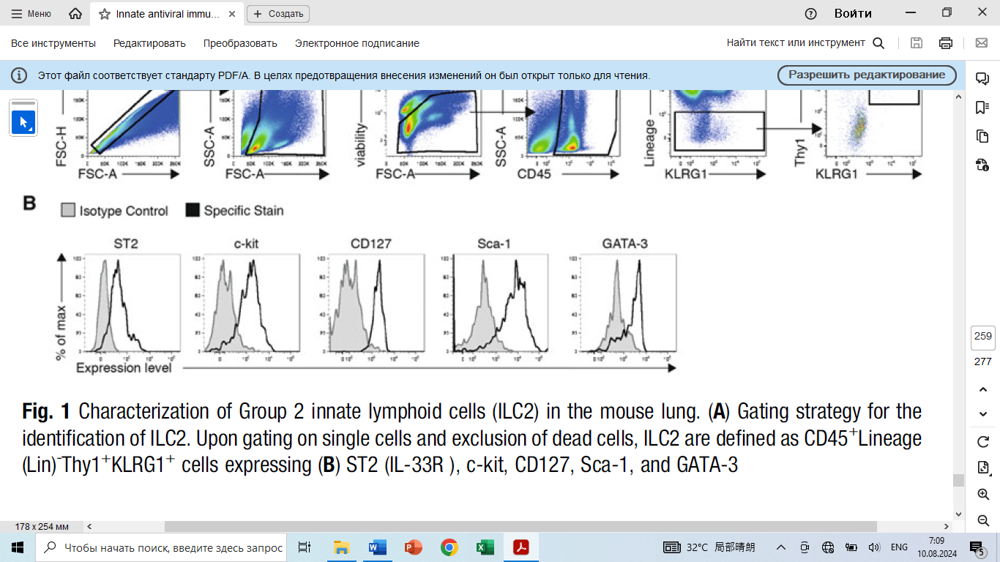 Меню
Innate antiviral immu...
Создать
Войти
Все инструменты
Редактировать
Преобразовать
Электронное подписание
Найти текст или инструмент
Этот файл соответствует стандарту PDF/A. В целях предотвращения внесения изменений он был открыт только для чтения.
Разрешить редактирование
FSC-H
FSC-A
SSC-A
FSC-A
viability
FSC-A
SSC-A
CD45
Lineage
KLRG1
Thy1
KLRG1
B
Isotype Control
Specific Stain
ST2
c-kit
CD127
Sca-1
GATA-3
% of max
Expression level
Fig. 1 Characterization of Group 2 innate lymphoid cells (ILC2) in the mouse lung. (A) Gating strategy for the
identification of ILC2. Upon gating on single cells and exclusion of dead cells, ILC2 are defined as CD45⁺Lineage
(Lin)⁻Thy1⁺KLRG1⁺ cells expressing (B) ST2 (IL-33R ), c-kit, CD127, Sca-1, and GATA-3
259
277
178 x 254 мм
Чтобы начать поиск, введите здесь запрос
32°C 局部晴朗
ENG
7:09
10.08.2024
5